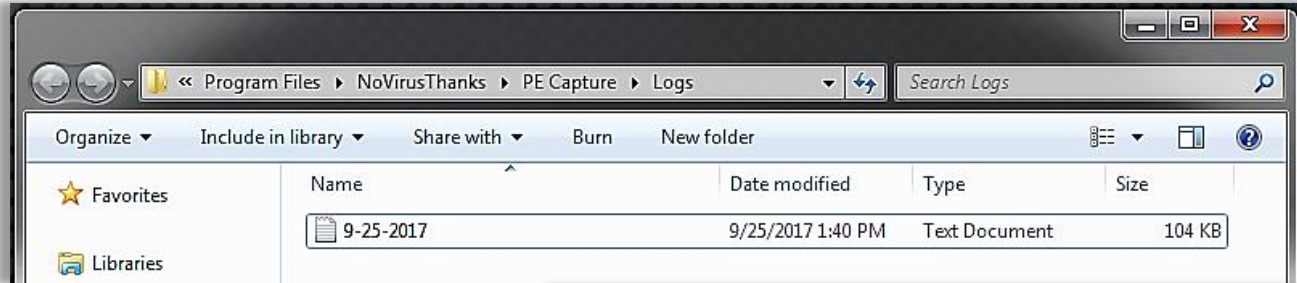 « Program Files ▸ NoVirusThanks ▸ PE Capture ▸ Logs Search Logs
Organize Include in library Share with Burn New folder
Favorites Name Date modified Type Size
9-25-2017 9/25/2017 1:40 PM Text Document 104 KB
Libraries